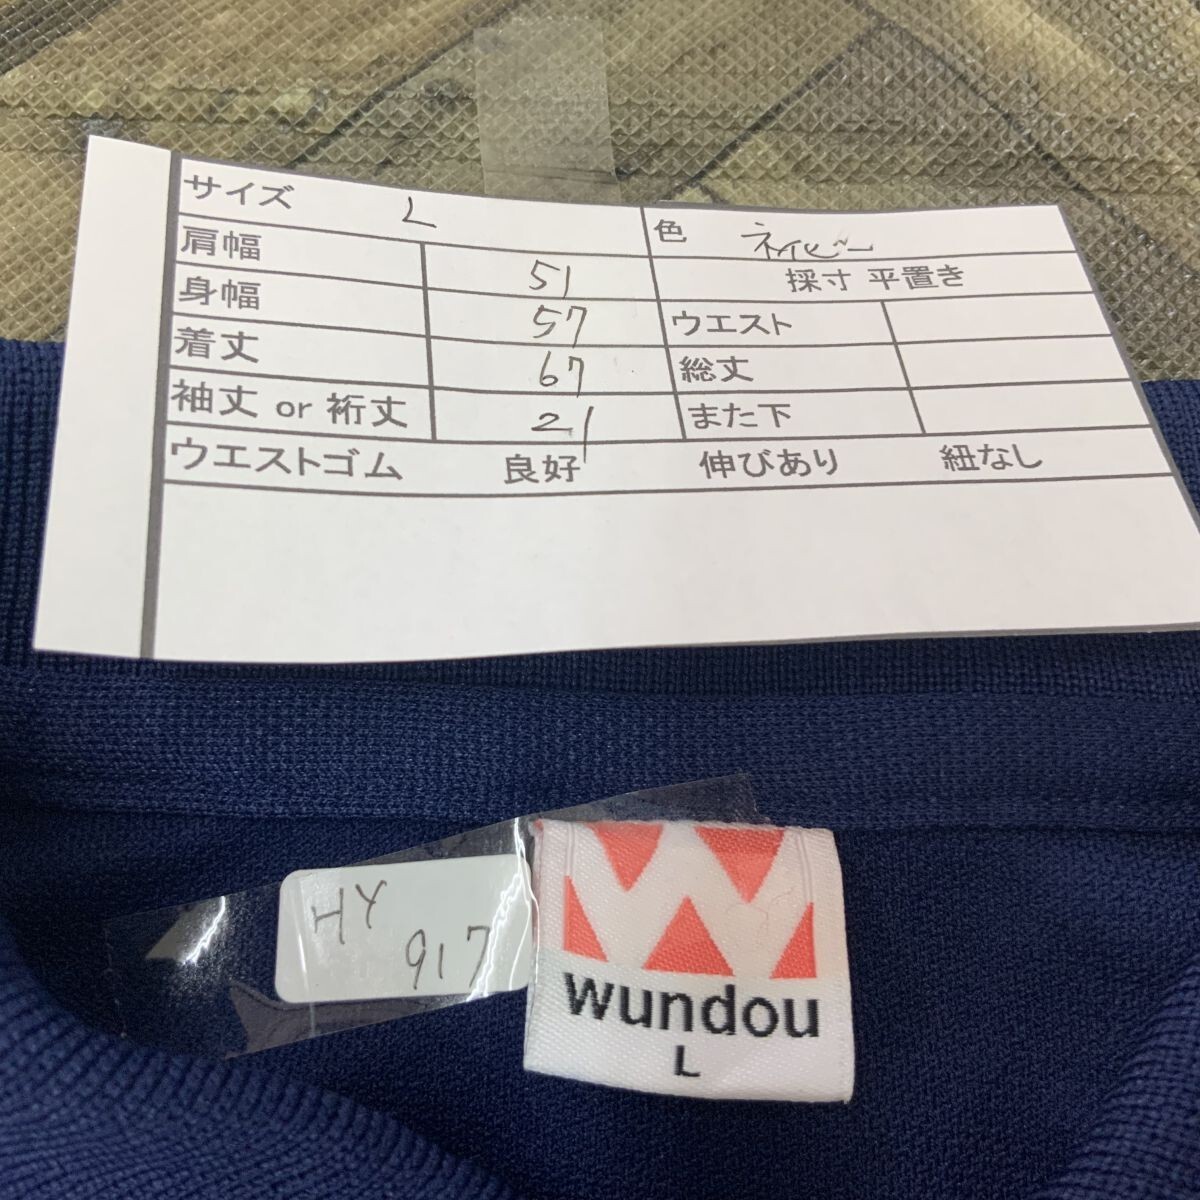 サイズ L 色 ネイビー
肩幅 51 採寸 平置き
身幅 57 ウエスト
着丈 67 総丈
袖丈 or 裄丈 21 また下
ウエストゴム 良好 伸びあり 紐なし
HY
917
wundou
L